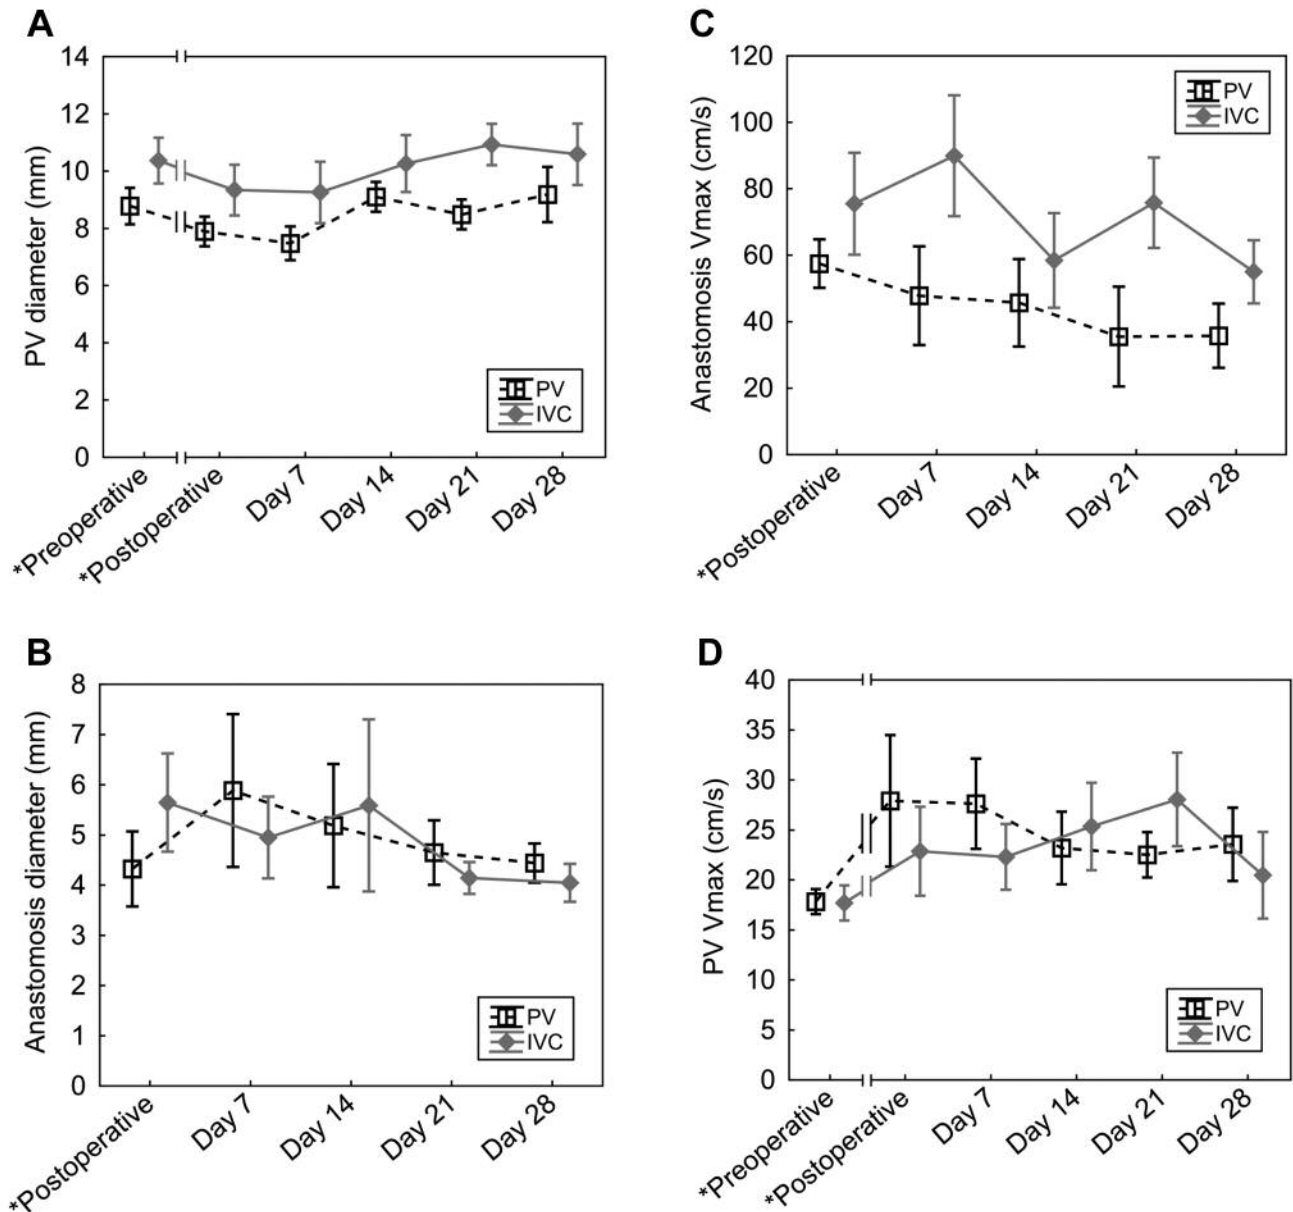 A
PV diameter (mm)
14
12
10
8
6
4
2
0
PV
IVC
*Preoperative
*Postoperative
Day 7
Day 14
Day 21
Day 28
C
Anastomosis Vmax (cm/s)
120
100
80
60
40
20
0
PV
IVC
*Postoperative
Day 7
Day 14
Day 21
Day 28
B
Anastomosis diameter (mm)
8
7
6
5
4
3
2
1
0
PV
IVC
*Postoperative
Day 7
Day 14
Day 21
Day 28
D
PV Vmax (cm/s)
40
35
30
25
20
15
10
5
0
PV
IVC
*Preoperative
*Postoperative
Day 7
Day 14
Day 21
Day 28